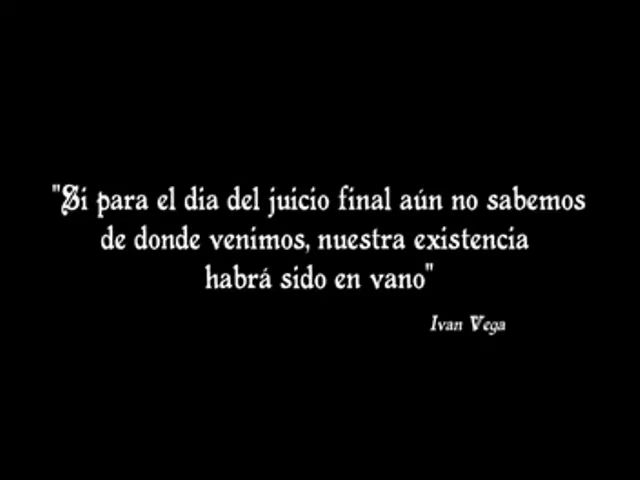 "Si para el dia del juicio final aún no sabemos
de donde venimos, nuestra existencia
habrá sido en vano"
Ivan Vega